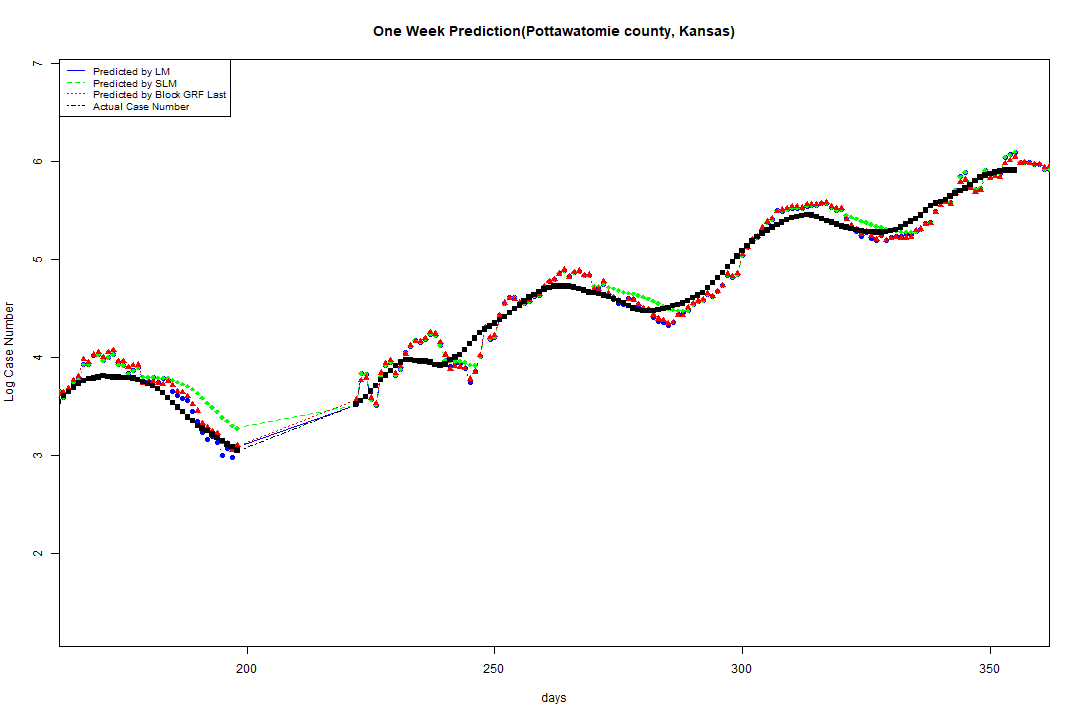 One Week Prediction(Pottawatomie county, Kansas)
Predicted by LM
Predicted by SLM
Predicted by Block GRF Last
Actual Case Number
7
6
5
4
3
2
Log Case Number
200 250 300 350
days